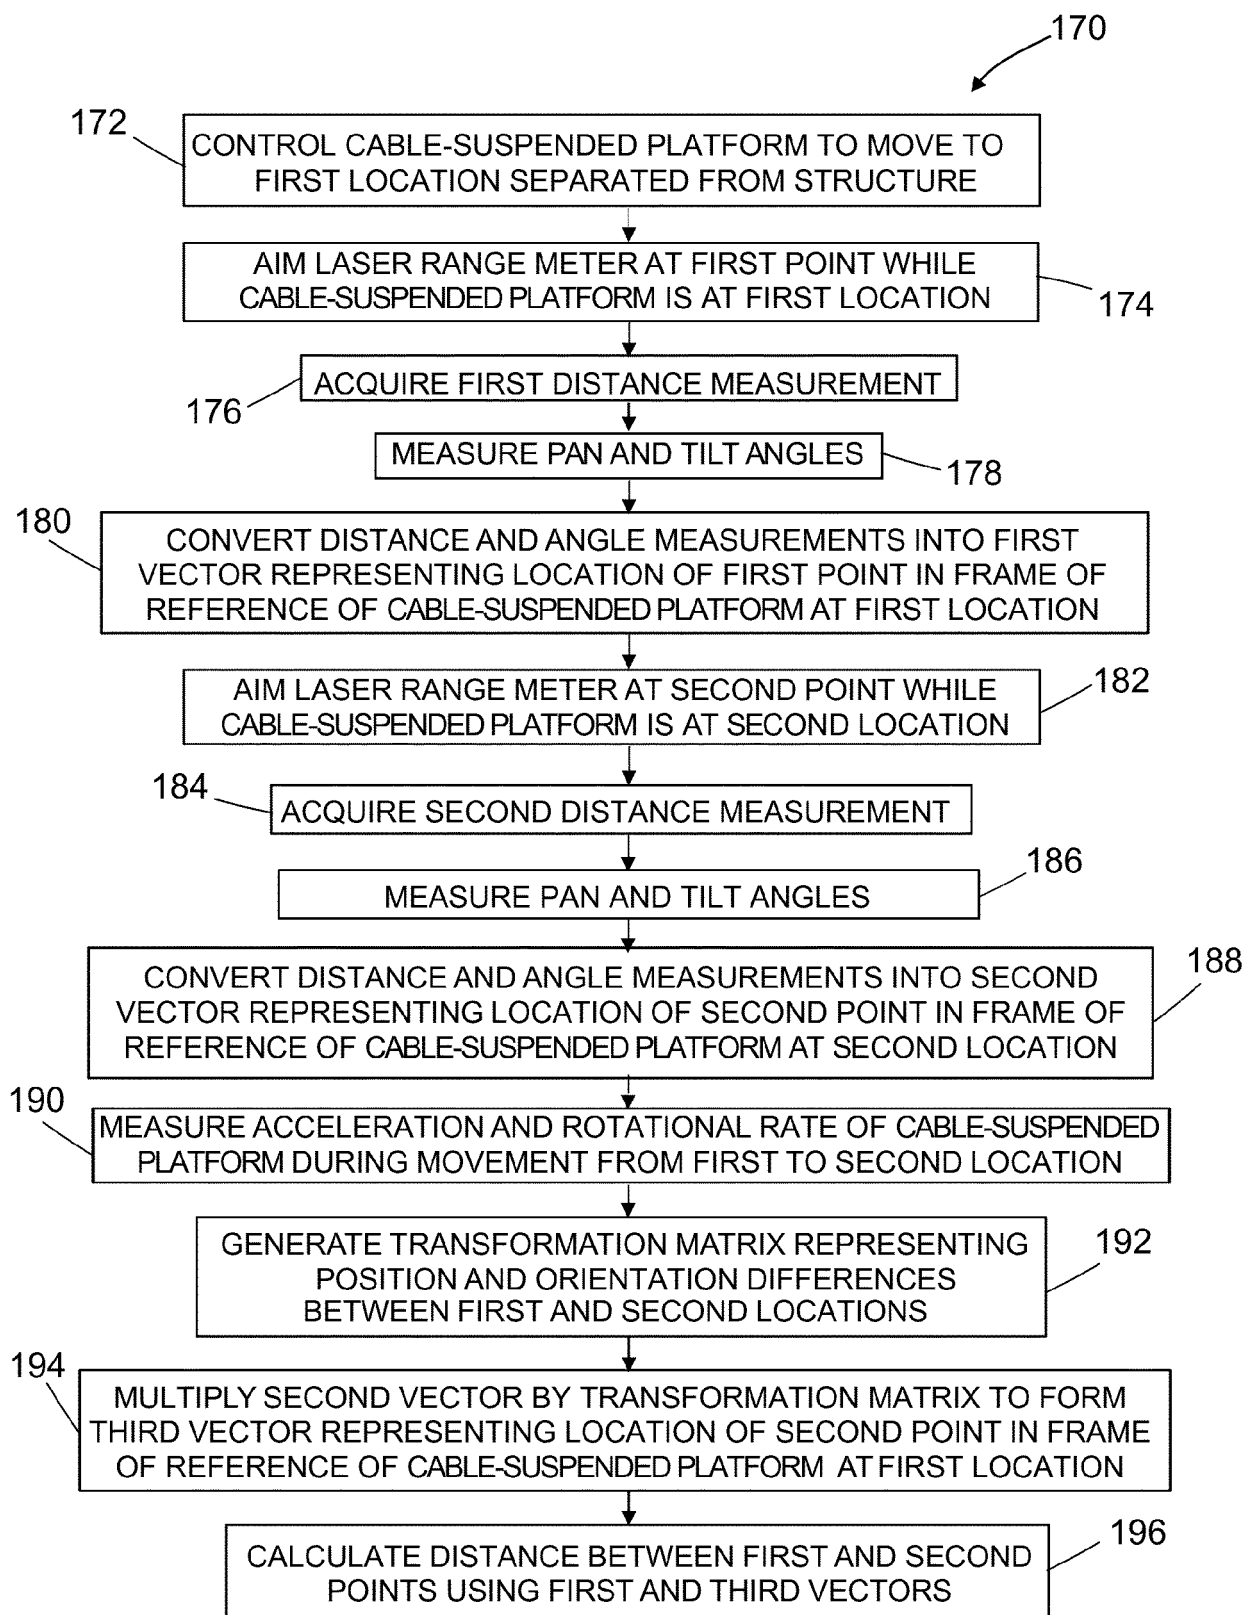 170
172
CONTROL CABLE-SUSPENDED PLATFORM TO MOVE TO
FIRST LOCATION SEPARATED FROM STRUCTURE
AIM LASER RANGE METER AT FIRST POINT WHILE
CABLE-SUSPENDED PLATFORM IS AT FIRST LOCATION
174
ACQUIRE FIRST DISTANCE MEASUREMENT
176
MEASURE PAN AND TILT ANGLES
178
180
CONVERT DISTANCE AND ANGLE MEASUREMENTS INTO FIRST
VECTOR REPRESENTING LOCATION OF FIRST POINT IN FRAME OF
REFERENCE OF CABLE-SUSPENDED PLATFORM AT FIRST LOCATION
AIM LASER RANGE METER AT SECOND POINT WHILE
CABLE-SUSPENDED PLATFORM IS AT SECOND LOCATION
182
184
ACQUIRE SECOND DISTANCE MEASUREMENT
186
MEASURE PAN AND TILT ANGLES
188
CONVERT DISTANCE AND ANGLE MEASUREMENTS INTO SECOND
VECTOR REPRESENTING LOCATION OF SECOND POINT IN FRAME OF
REFERENCE OF CABLE-SUSPENDED PLATFORM AT SECOND LOCATION
190
MEASURE ACCELERATION AND ROTATIONAL RATE OF CABLE-SUSPENDED
PLATFORM DURING MOVEMENT FROM FIRST TO SECOND LOCATION
192
GENERATE TRANSFORMATION MATRIX REPRESENTING
POSITION AND ORIENTATION DIFFERENCES
BETWEEN FIRST AND SECOND LOCATIONS
194
MULTIPLY SECOND VECTOR BY TRANSFORMATION MATRIX TO FORM
THIRD VECTOR REPRESENTING LOCATION OF SECOND POINT IN FRAME
OF REFERENCE OF CABLE-SUSPENDED PLATFORM AT FIRST LOCATION
196
CALCULATE DISTANCE BETWEEN FIRST AND SECOND
POINTS USING FIRST AND THIRD VECTORS